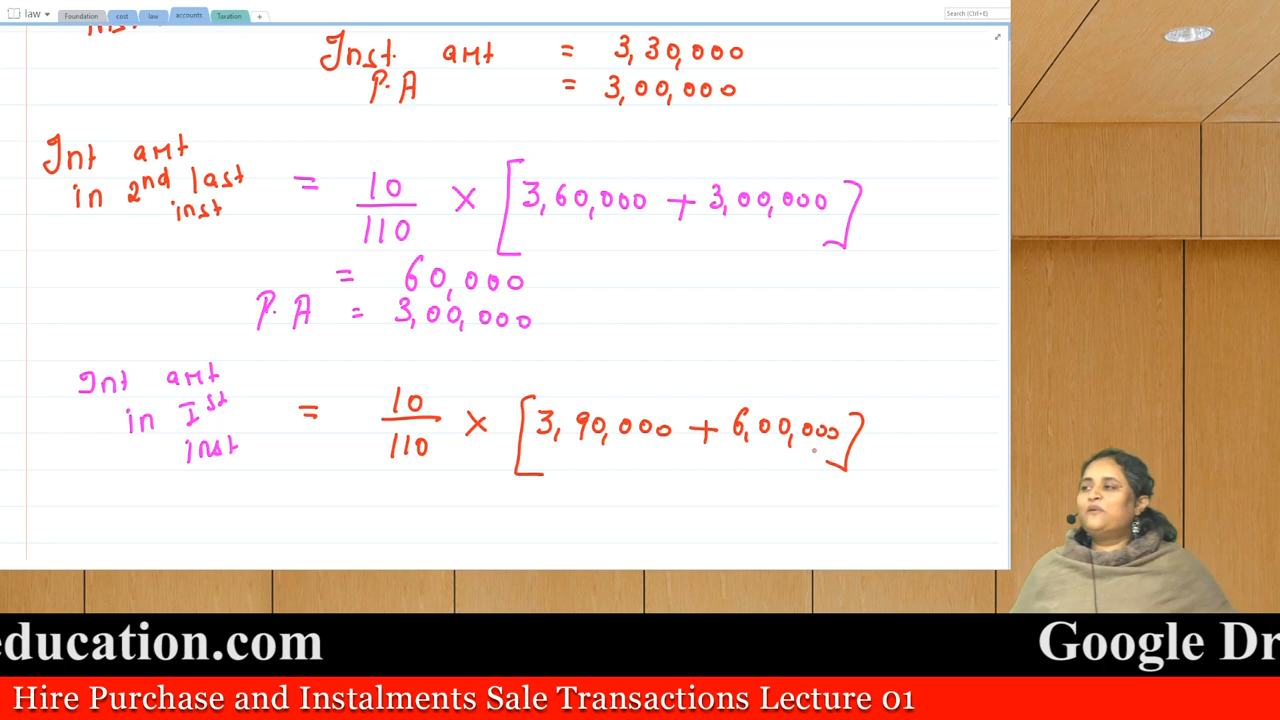 law
Foundation cost law accounts Taxation +
Search (Ctrl+E)
Inst. amt = 3,30,000
P.A = 3,00,000
Int amt in 2nd last inst = 10/110 × [3,60,000 + 3,00,000]
= 60,000
P.A = 3,00,000
Int amt in Ist inst = 10/110 × [3,90,000 + 6,00,000]
education.com Google Dr
Hire Purchase and Instalments Sale Transactions Lecture 01